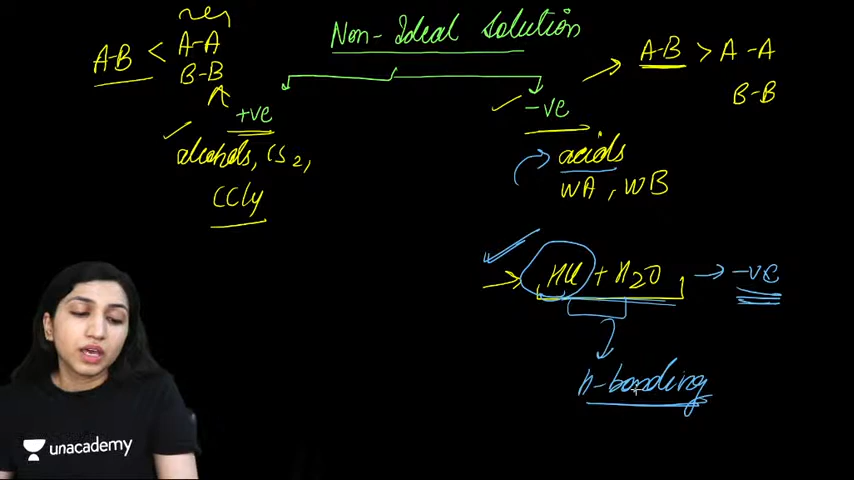 Non-Ideal Solution
A-B < A-A
B-B
+ve
alcohols, CS2,
CCl4
-ve
A-B > A-A
B-B
acids
WA, WB
HCl + H2O → -ve
H-bonding
unacademy